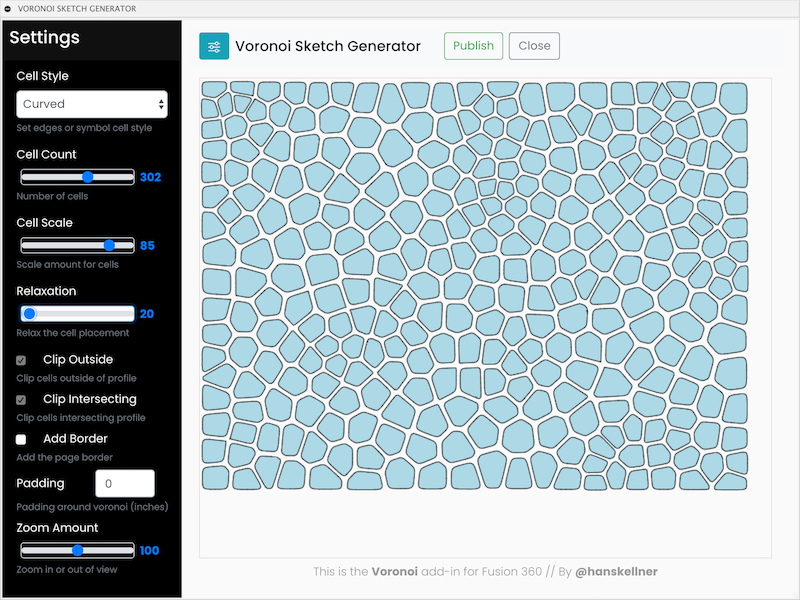 VORONOI SKETCH GENERATOR
Settings
Cell Style
Curved
Set edges or symbol cell style
Cell Count
302
Number of cells
Cell Scale
85
Scale amount for cells
Relaxation
20
Relax the cell placement
Clip Outside
Clip cells outside of profile
Clip Intersecting
Clip cells intersecting profile
Add Border
Add the page border
Padding
0
Padding around voronoi (inches)
Zoom Amount
100
Zoom in or out of view
Voronoi Sketch Generator
Publish
Close
This is the Voronoi add-in for Fusion 360 // By @hanskellner